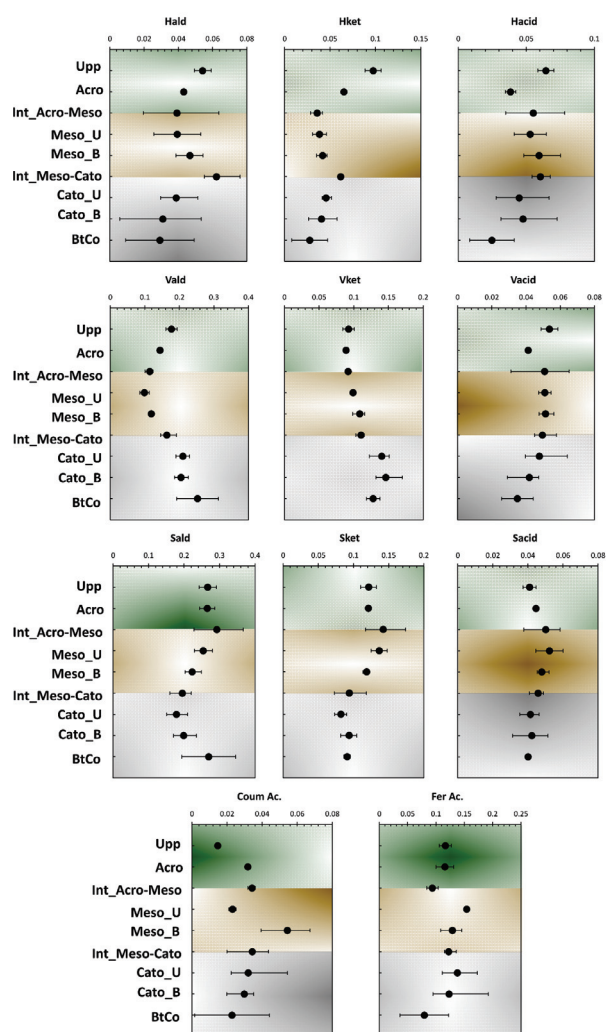 Hald Hket Hacid
0 0.02 0.04 0.06 0.08 0 0.05 0.1 0.15 0 0.05 0.1
Upp
Acro
Int_Acro-Meso
Meso_U
Meso_B
Int_Meso-Cato
Cato_U
Cato_B
BtCo
Vald Vket Vacid
0 0.1 0.2 0.3 0.4 0 0.05 0.1 0.15 0.2 0 0.02 0.04 0.06 0.08
Upp
Acro
Int_Acro-Meso
Meso_U
Meso_B
Int_Meso-Cato
Cato_U
Cato_B
BtCo
Sald Sket Sacid
0 0.1 0.2 0.3 0.4 0 0.05 0.1 0.15 0.2 0 0.02 0.04 0.06 0.08
Upp
Acro
Int_Acro-Meso
Meso_U
Meso_B
Int_Meso-Cato
Cato_U
Cato_B
BtCo
Coum Ac. Fer Ac.
0 0.02 0.04 0.06 0.08 0 0.05 0.1 0.15 0.2 0.25
Upp
Acro
Int_Acro-Meso
Meso_U
Meso_B
Int_Meso-Cato
Cato_U
Cato_B
BtCo